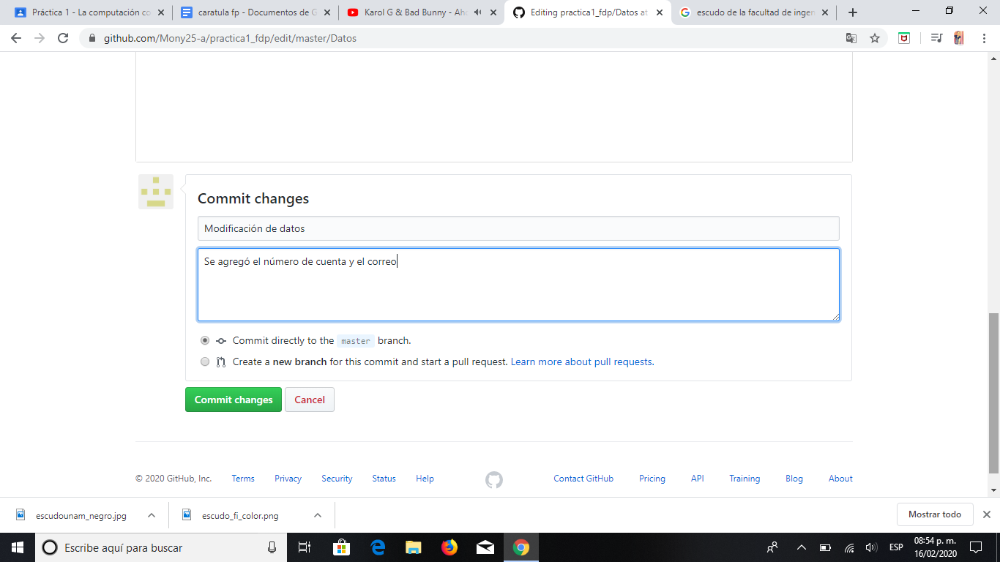 Práctica 1 - La computación co
caratula fp - Documentos de G
Karol G & Bad Bunny - Aho
Editing practica1_fdp/Datos at
escudo de la facultad de ingen
github.com/Mony25-a/practica1_fdp/edit/master/Datos
Commit changes
Modificación de datos
Se agregó el número de cuenta y el correo
Commit directly to the master branch.
Create a new branch for this commit and start a pull request. Learn more about pull requests.
Commit changes
Cancel
© 2020 GitHub, Inc. Terms Privacy Security Status Help Contact GitHub Pricing API Training Blog About
escudounam_negro.jpg
escudo_fi_color.png
Mostrar todo
Escribe aquí para buscar
ESP
08:54 p. m.
16/02/2020